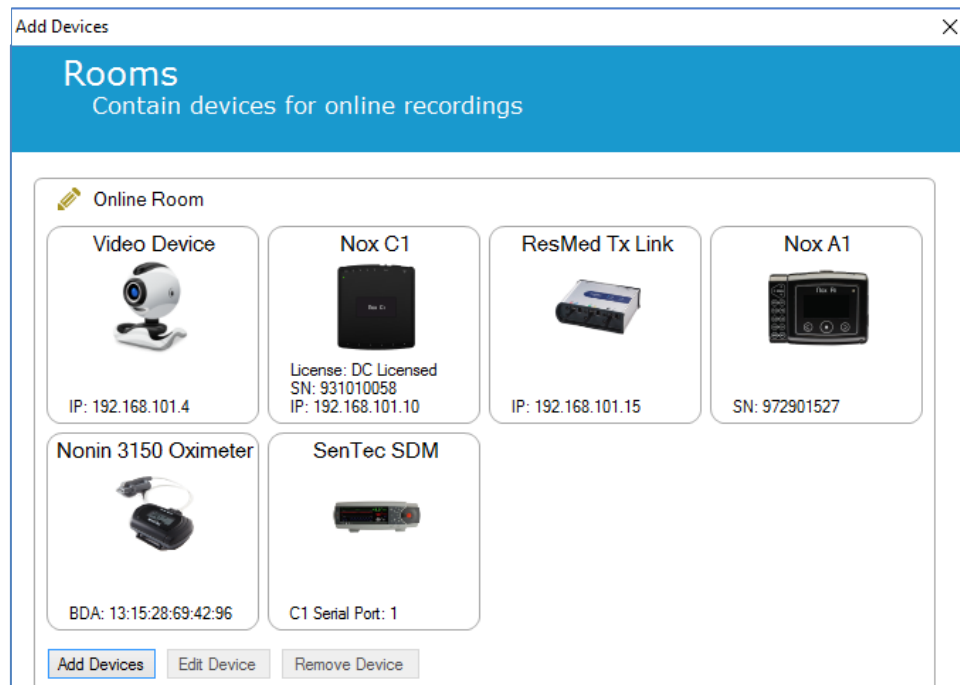 Add Devices
Rooms
Contain devices for online recordings
Online Room
Video Device
IP: 192.168.101.4
Nox C1
Nox C1
License: DC Licensed
SN: 931010058
IP: 192.168.101.10
ResMed Tx Link
IP: 192.168.101.15
Nox A1
SN: 972901527
Nonin 3150 Oximeter
BDA: 13:15:28:69:42:96
SenTec SDM
C1 Serial Port: 1
Add Devices
Edit Device
Remove Device